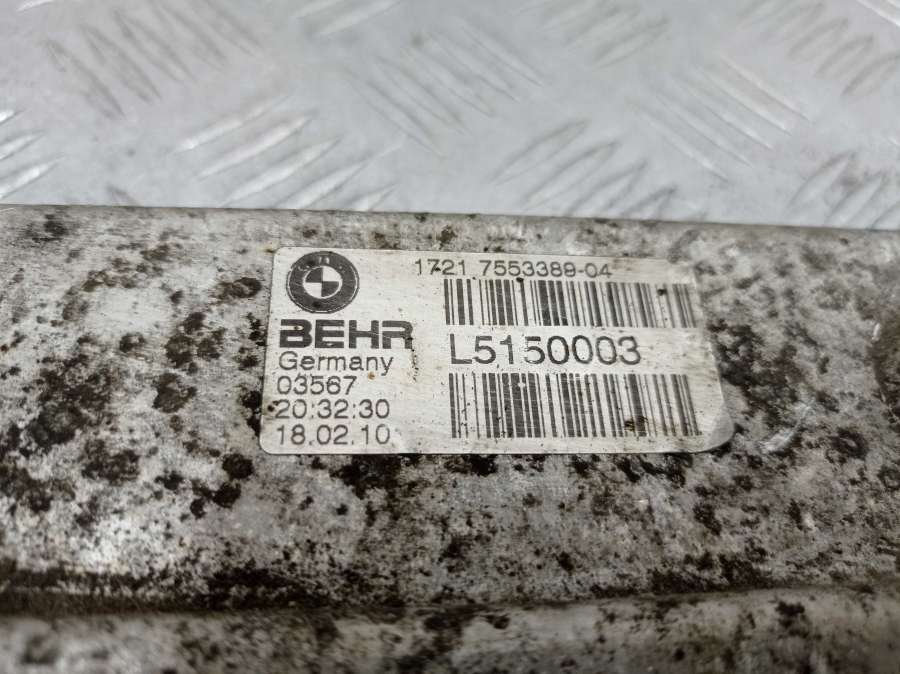 1721 7553389-04
BEHR
L5150003
Germany
03567
20:32:30
18.02.10